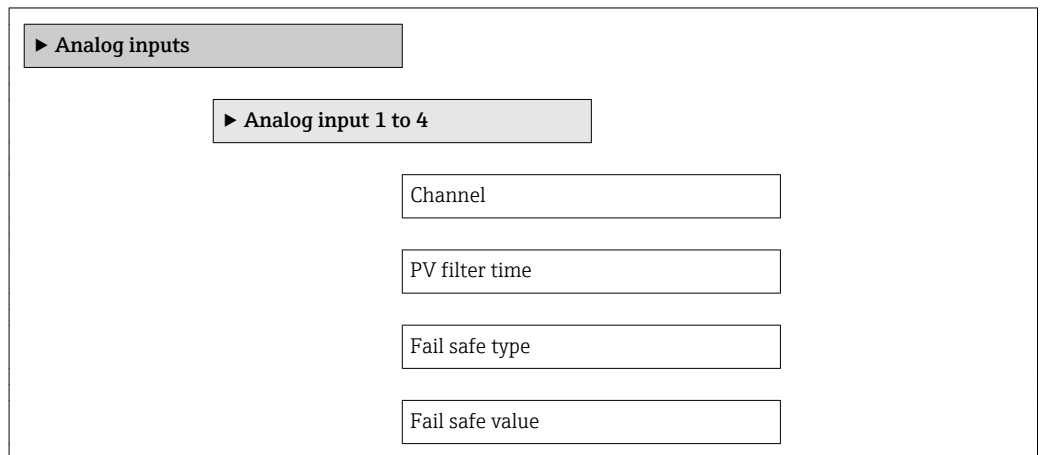 ▶ Analog inputs
▶ Analog input 1 to 4
Channel
PV filter time
Fail safe type
Fail safe value